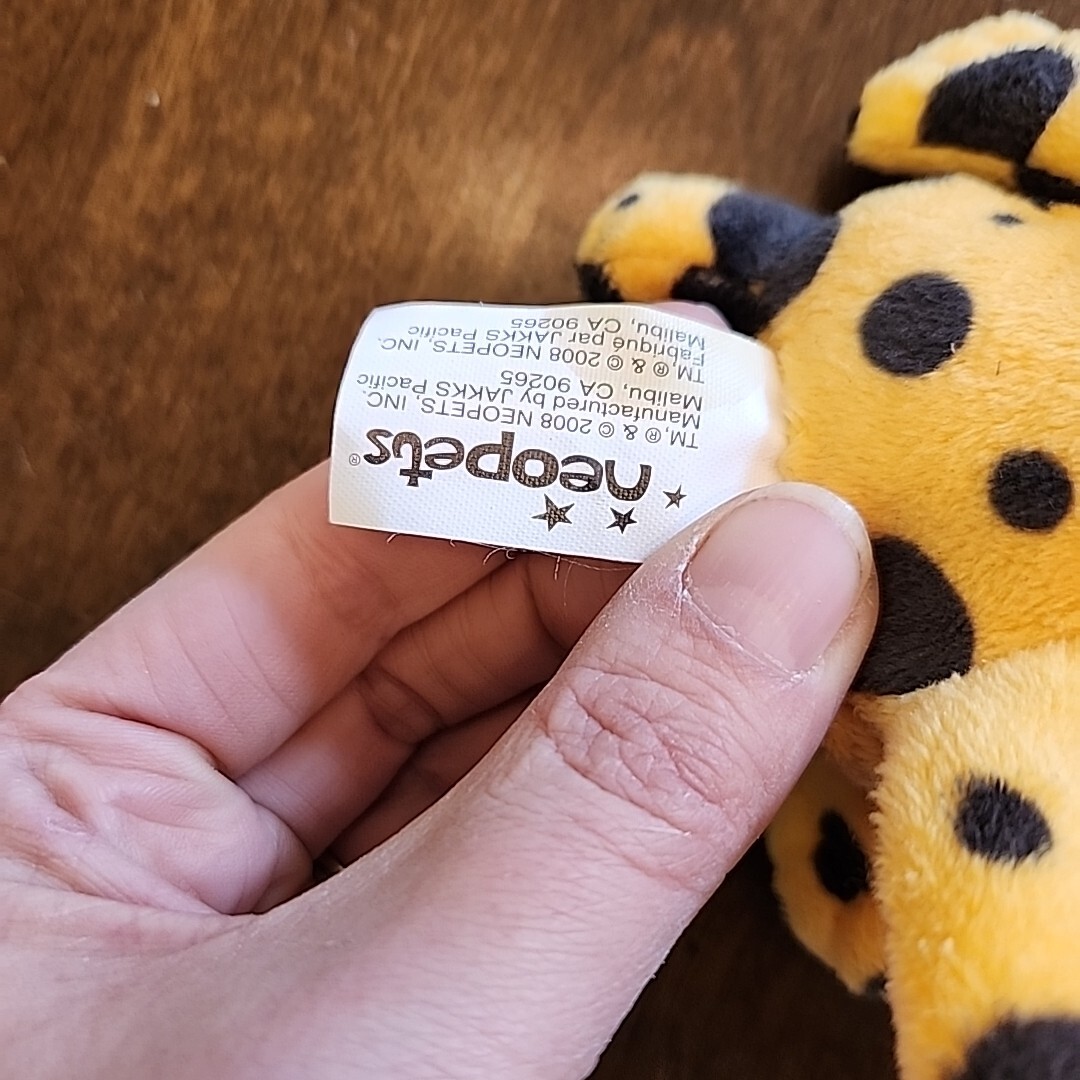 neopets®
TM, ® & © 2008 NEOPETS, INC.
Manufactured by JAKKS Pacific
Malibu, CA 90265
TM, ® & © 2008 NEOPETS, INC.
Fabriqué par JAKKS Pacific
Malibu, CA 90265